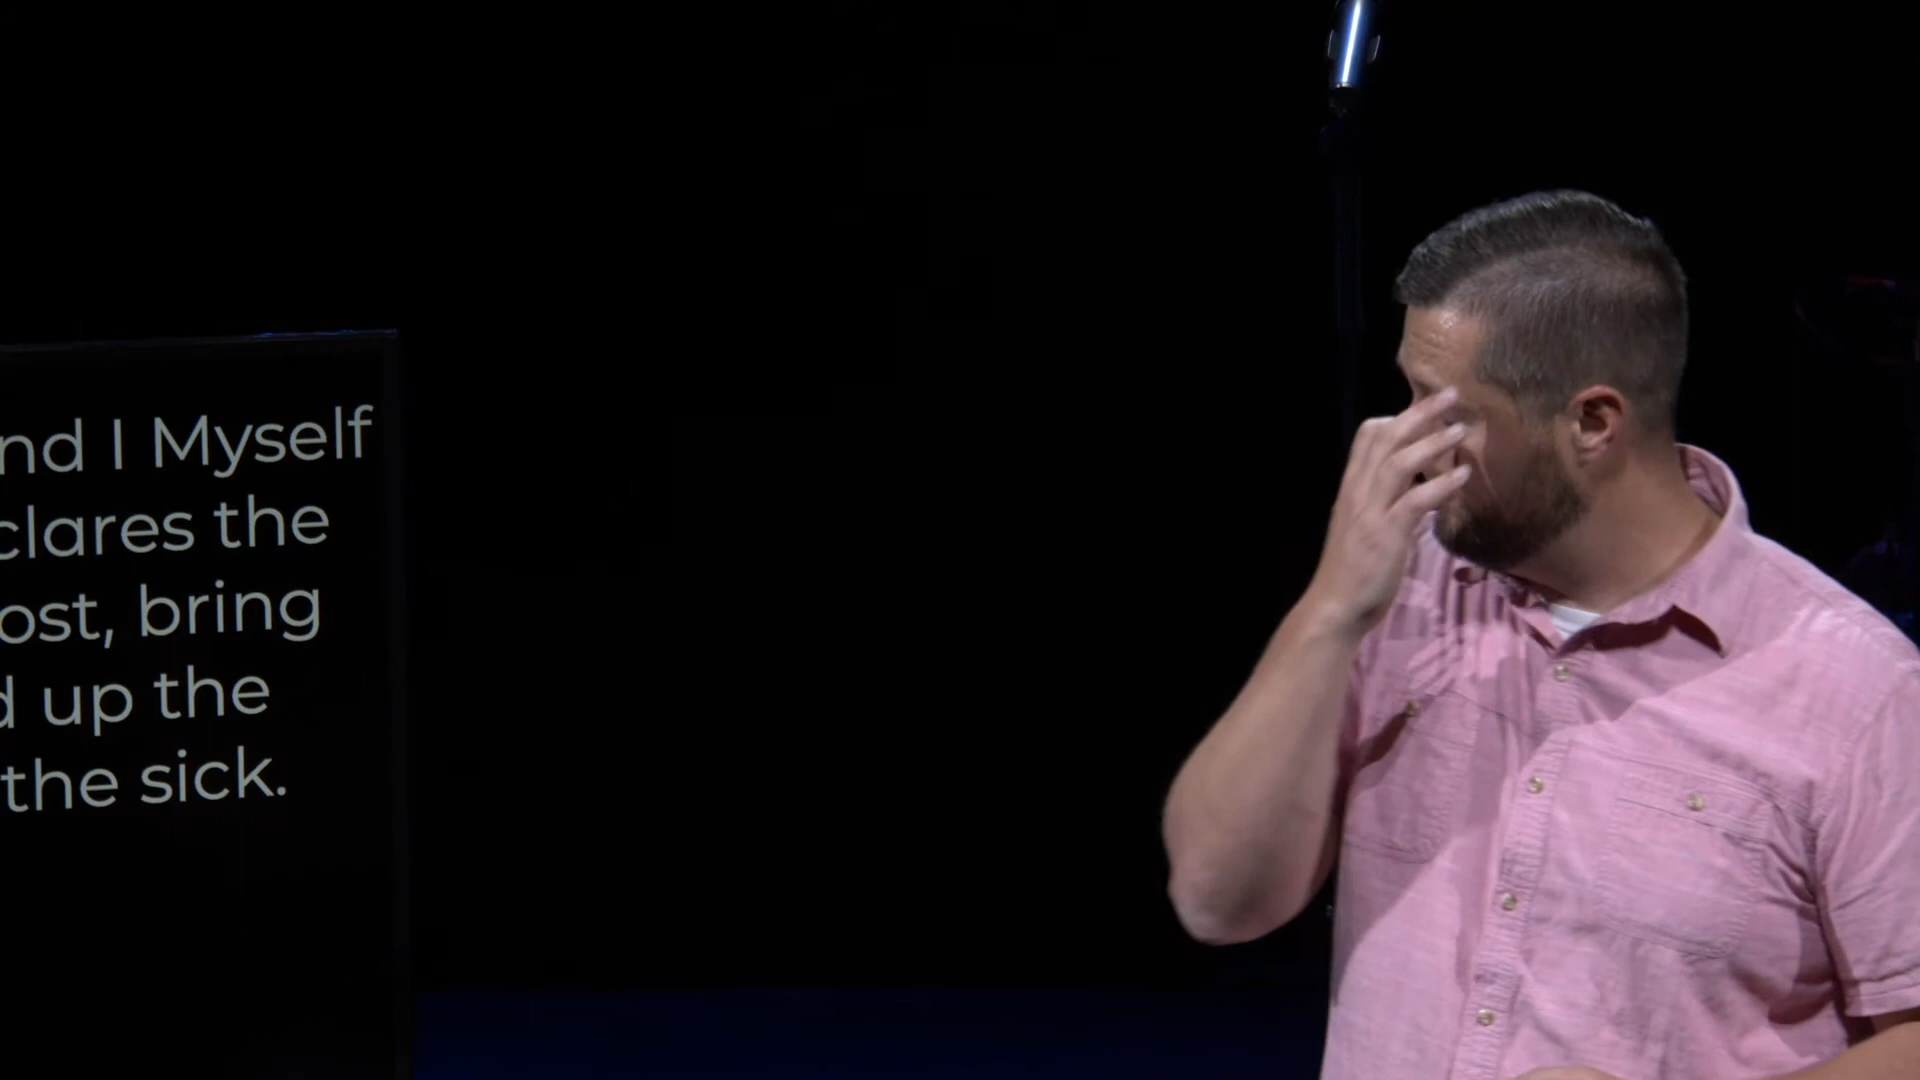 nd I Myself
clares the
ost, bring
d up the
the sick.